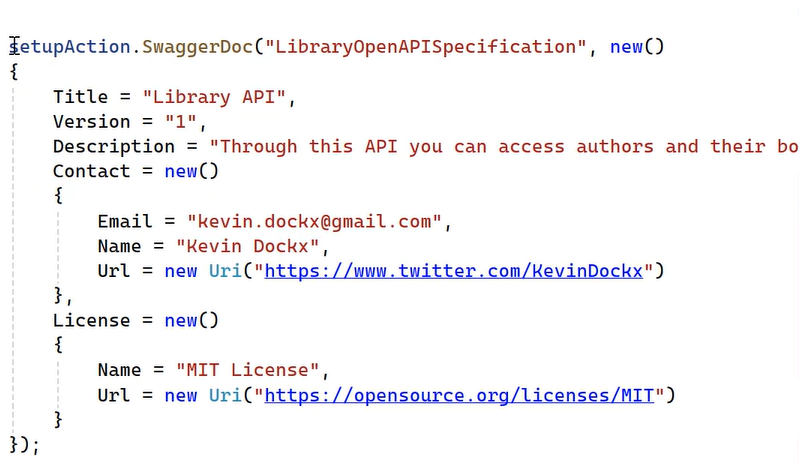 setupAction.SwaggerDoc("LibraryOpenAPISpecification", new()
{
    Title = "Library API",
    Version = "1",
    Description = "Through this API you can access authors and their bo
    Contact = new()
    {
        Email = "kevin.dockx@gmail.com",
        Name = "Kevin Dockx",
        Url = new Uri("https://www.twitter.com/KevinDockx")
    },
    License = new()
    {
        Name = "MIT License",
        Url = new Uri("https://opensource.org/licenses/MIT")
    }
});